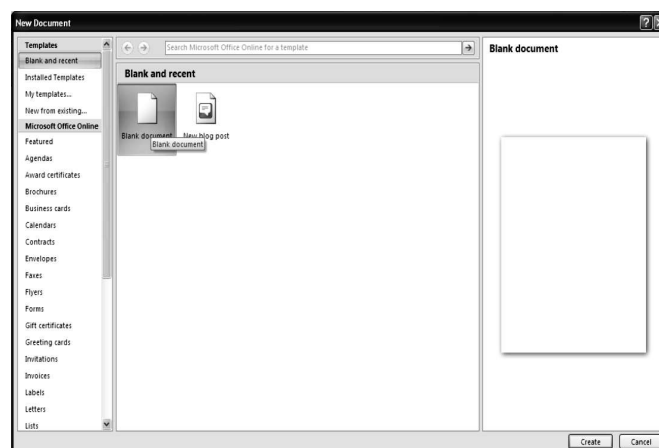 New Document
Templates
Blank and recent
Installed Templates
My templates...
New from existing...
Microsoft Office Online
Featured
Agendas
Award certificates
Brochures
Business cards
Calendars
Contracts
Envelopes
Faxes
Flyers
Forms
Gift certificates
Greeting cards
Invitations
Invoices
Labels
Letters
Lists
Search Microsoft Office Online for a template
Blank and recent
Blank document
New blog post
Blank document
Blank document
Create
Cancel